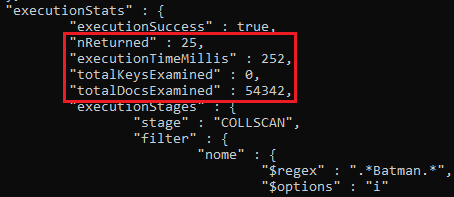 "executionStats" : {
"executionSuccess" : true,
"nReturned" : 25,
"executionTimeMillis" : 252,
"totalKeysExamined" : 0,
"totalDocsExamined" : 54342,
"executionStages" : {
"stage" : "COLLSCAN",
"filter" : {
"nome" : {
"$regex" : ".*Batman.*",
"$options" : "i"